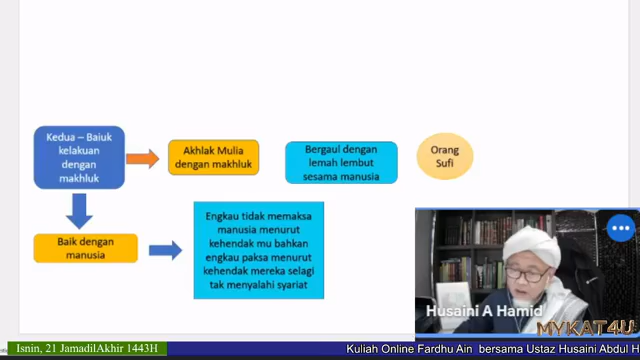 Kedua – Baiuk
kelakuan
dengan
makhluk
Akhlak Mulia
dengan makhluk
Bergaul dengan
lemah lembut
sesama manusia
Orang
Sufi
Baik dengan
manusia
Engkau tidak memaksa
manusia menurut
kehendak mu bahkan
engkau paksa menurut
kehendak mereka selagi
tak menyalahi syariat
Husaini A Hamid
MYKAT4U
Isnin, 21 JamadilAkhir 1443H
Kuliah Online Fardhu Ain bersama Ustaz Husaini Abdul H